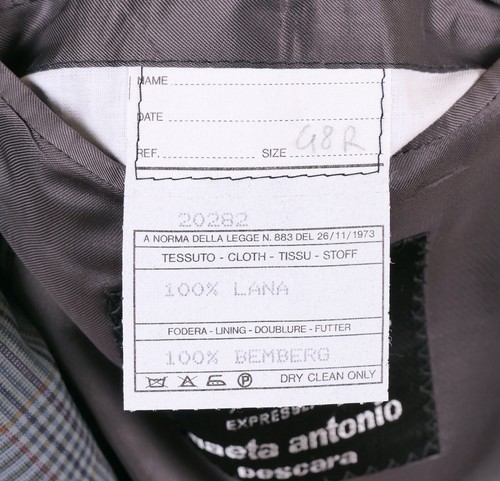 NAME
DATE
REF. SIZE 48R
20282
A NORMA DELLA LEGGE N. 883 DEL 26/11/1973
TESSUTO - CLOTH - TISSU - STOFF
100% LANA
FODERA - LINING - DOUBLURE - FUTTER
100% BEMBERG
P DRY CLEAN ONLY
antonio
pescara